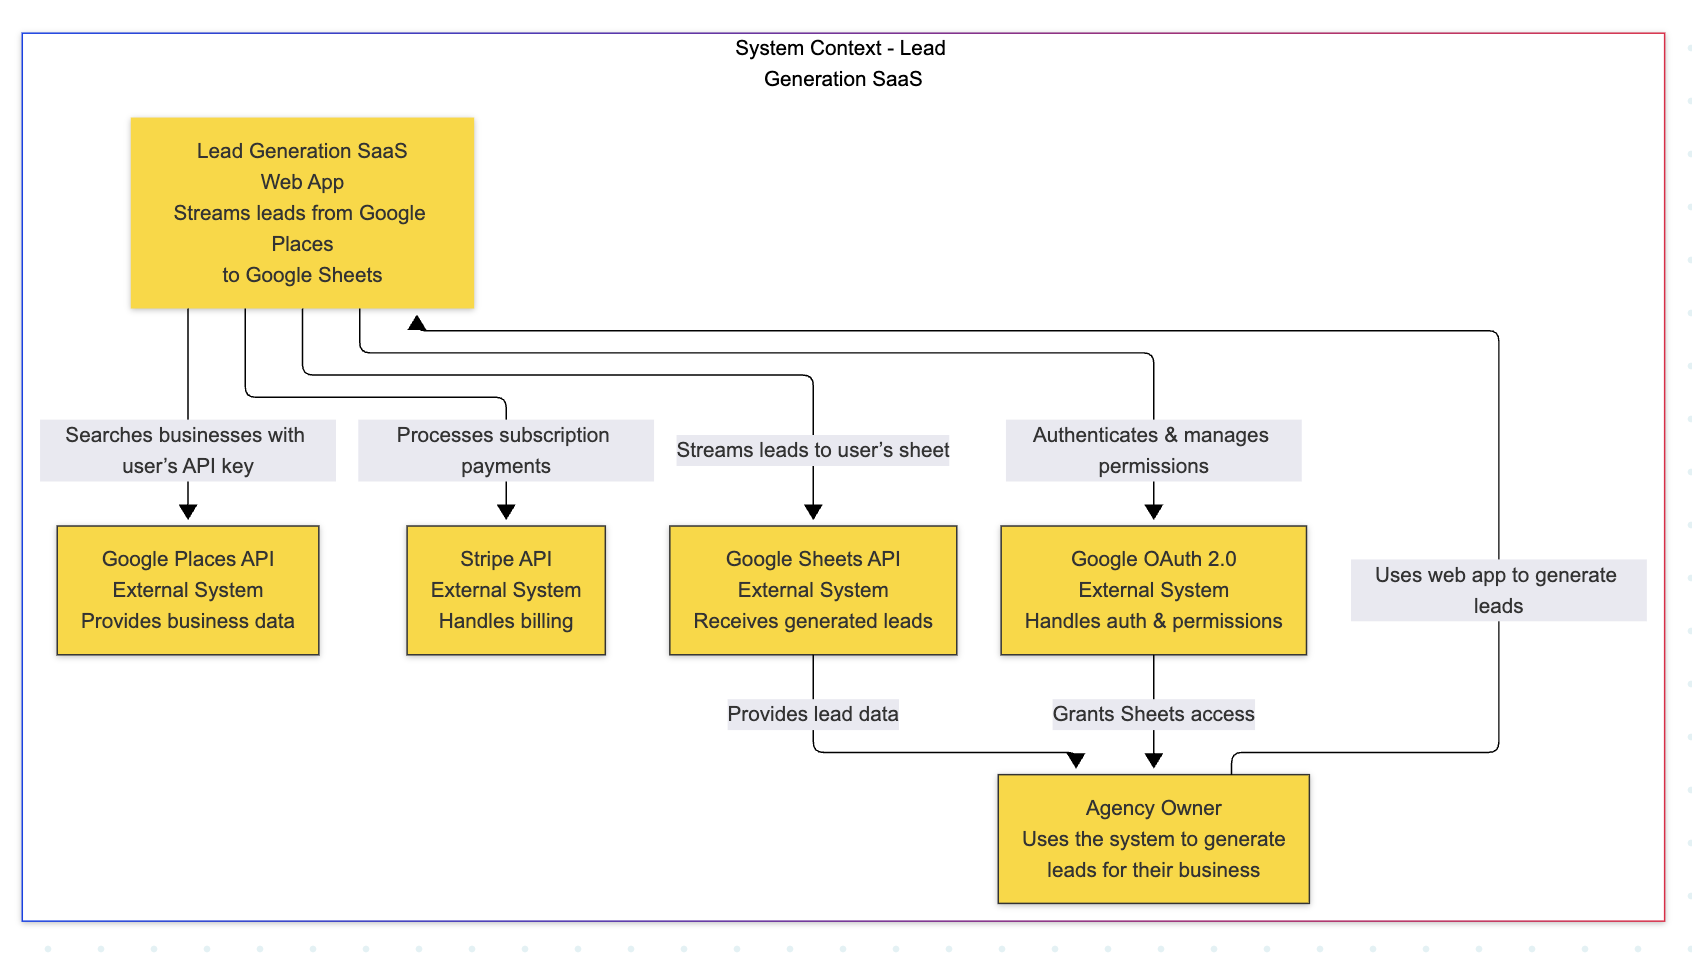 System Context - Lead
Generation SaaS
Lead Generation SaaS
Web App
Streams leads from Google
Places
to Google Sheets
Searches businesses with
user’s API key
Processes subscription
payments
Streams leads to user’s sheet
Authenticates & manages
permissions
Google Places API
External System
Provides business data
Stripe API
External System
Handles billing
Google Sheets API
External System
Receives generated leads
Google OAuth 2.0
External System
Handles auth & permissions
Uses web app to generate
leads
Provides lead data
Grants Sheets access
Agency Owner
Uses the system to generate
leads for their business